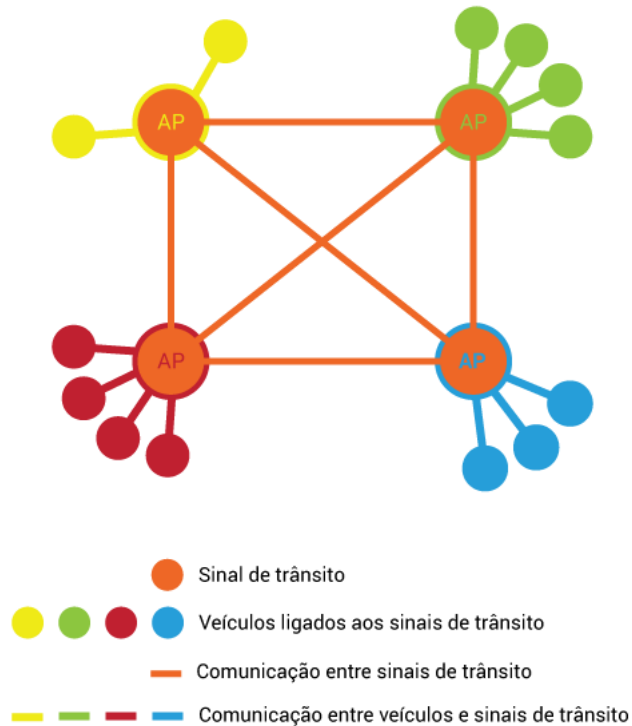 AP
AP
AP
AP
Sinal de trânsito
Veículos ligados aos sinais de trânsito
Comunicação entre sinais de trânsito
Comunicação entre veículos e sinais de trânsito